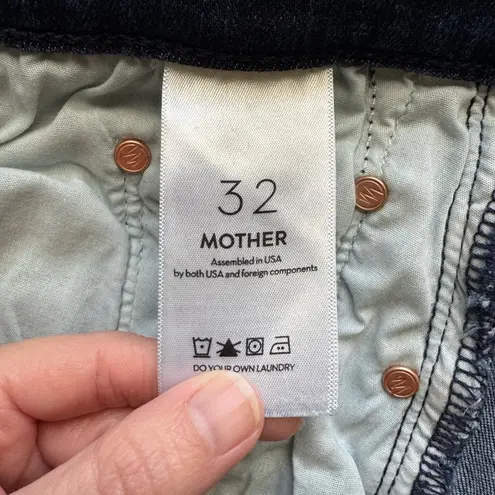 32
MOTHER
Assembled in USA
by both USA and foreign components
DO YOUR OWN LAUNDRY